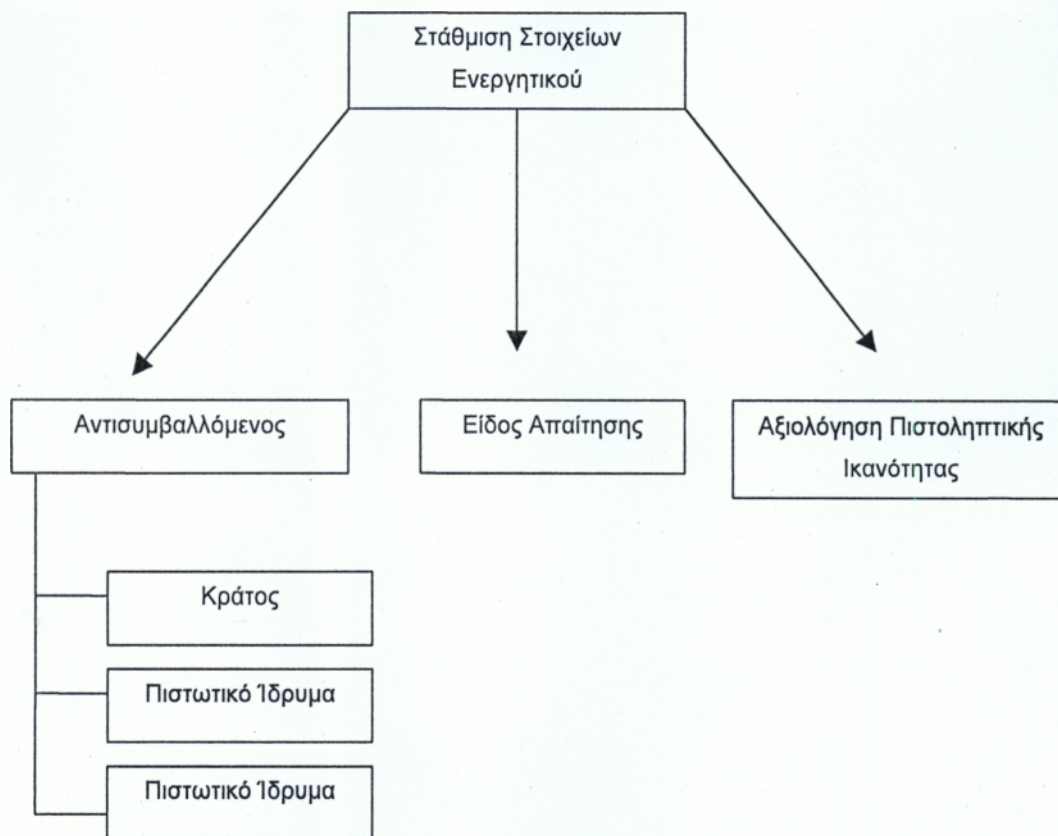 Στάθμιση Στοιχείων
Ενεργητικού
Αντισυμβαλλόμενος
Είδος Απαίτησης
Αξιολόγηση Πιστοληπτικής
Ικανότητας
Κράτος
Πιστωτικό Ίδρυμα
Πιστωτικό Ίδρυμα